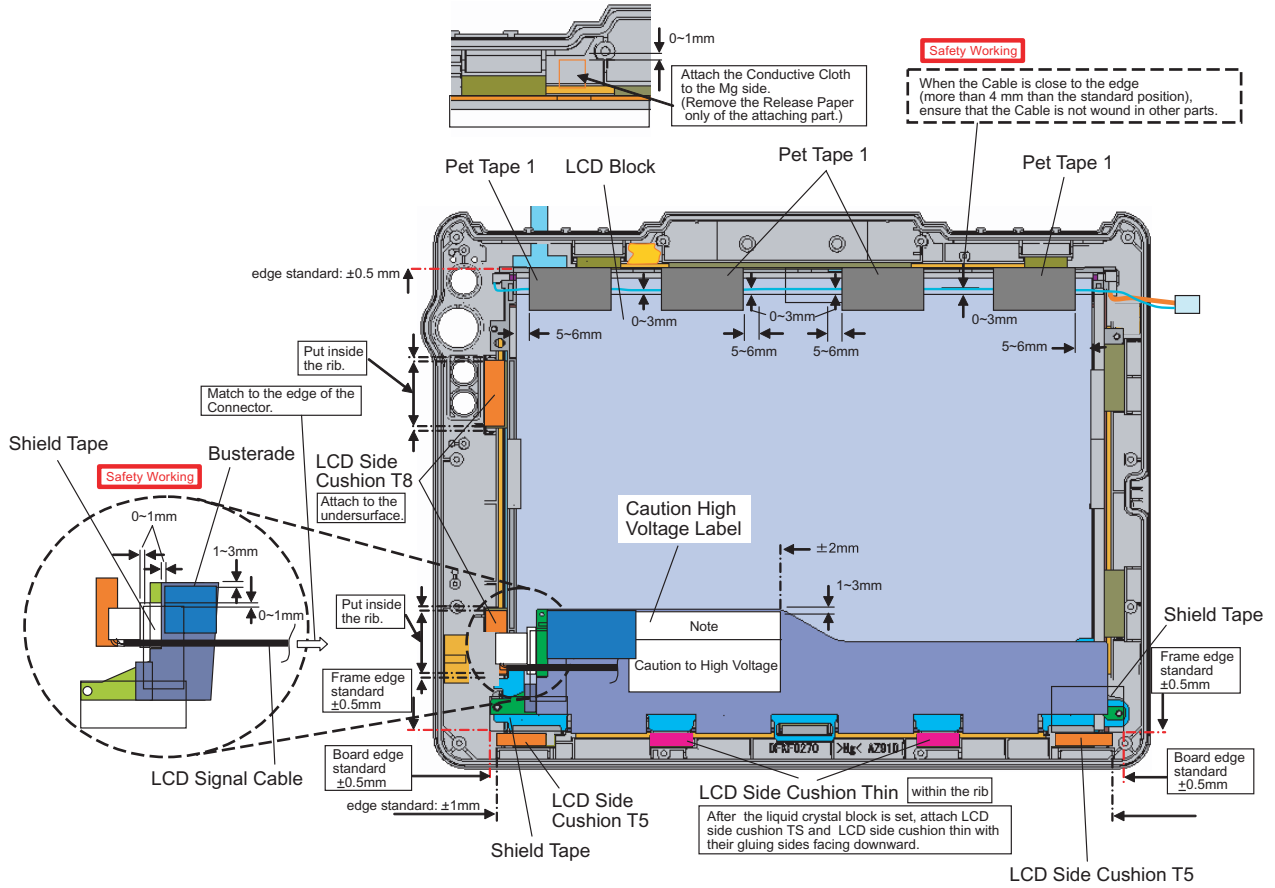 0~1mm
Attach the Conductive Cloth
to the Mg side.
(Remove the Release Paper
only of the attaching part.)
Safety Working
When the Cable is close to the edge
(more than 4 mm than the standard position),
ensure that the Cable is not wound in other parts.
Pet Tape 1
LCD Block
Pet Tape 1
Pet Tape 1
edge standard: ±0.5 mm
0~3mm
0~3mm
0~3mm
5~6mm
5~6mm
5~6mm
5~6mm
Put inside
the rib.
Match to the edge of the
Connector.
Shield Tape
Safety Working
Busterade
LCD Side
Cushion T8
Attach to the
undersurface.
Caution High
Voltage Label
±2mm
1~3mm
0~1mm
1~3mm
0~1mm
Put inside
the rib.
Note
Caution to High Voltage
Shield Tape
Frame edge
standard
±0.5mm
Frame edge
standard
±0.5mm
LCD Signal Cable
Board edge
standard
±0.5mm
edge standard: ±1mm
LCD Side
Cushion T5
Shield Tape
DFKF0270 >Mg< AZ91D
LCD Side Cushion Thin
within the rib
After the liquid crystal block is set, attach LCD
side cushion TS and LCD side cushion thin with
their gluing sides facing downward.
Board edge
standard
±0.5mm
LCD Side Cushion T5